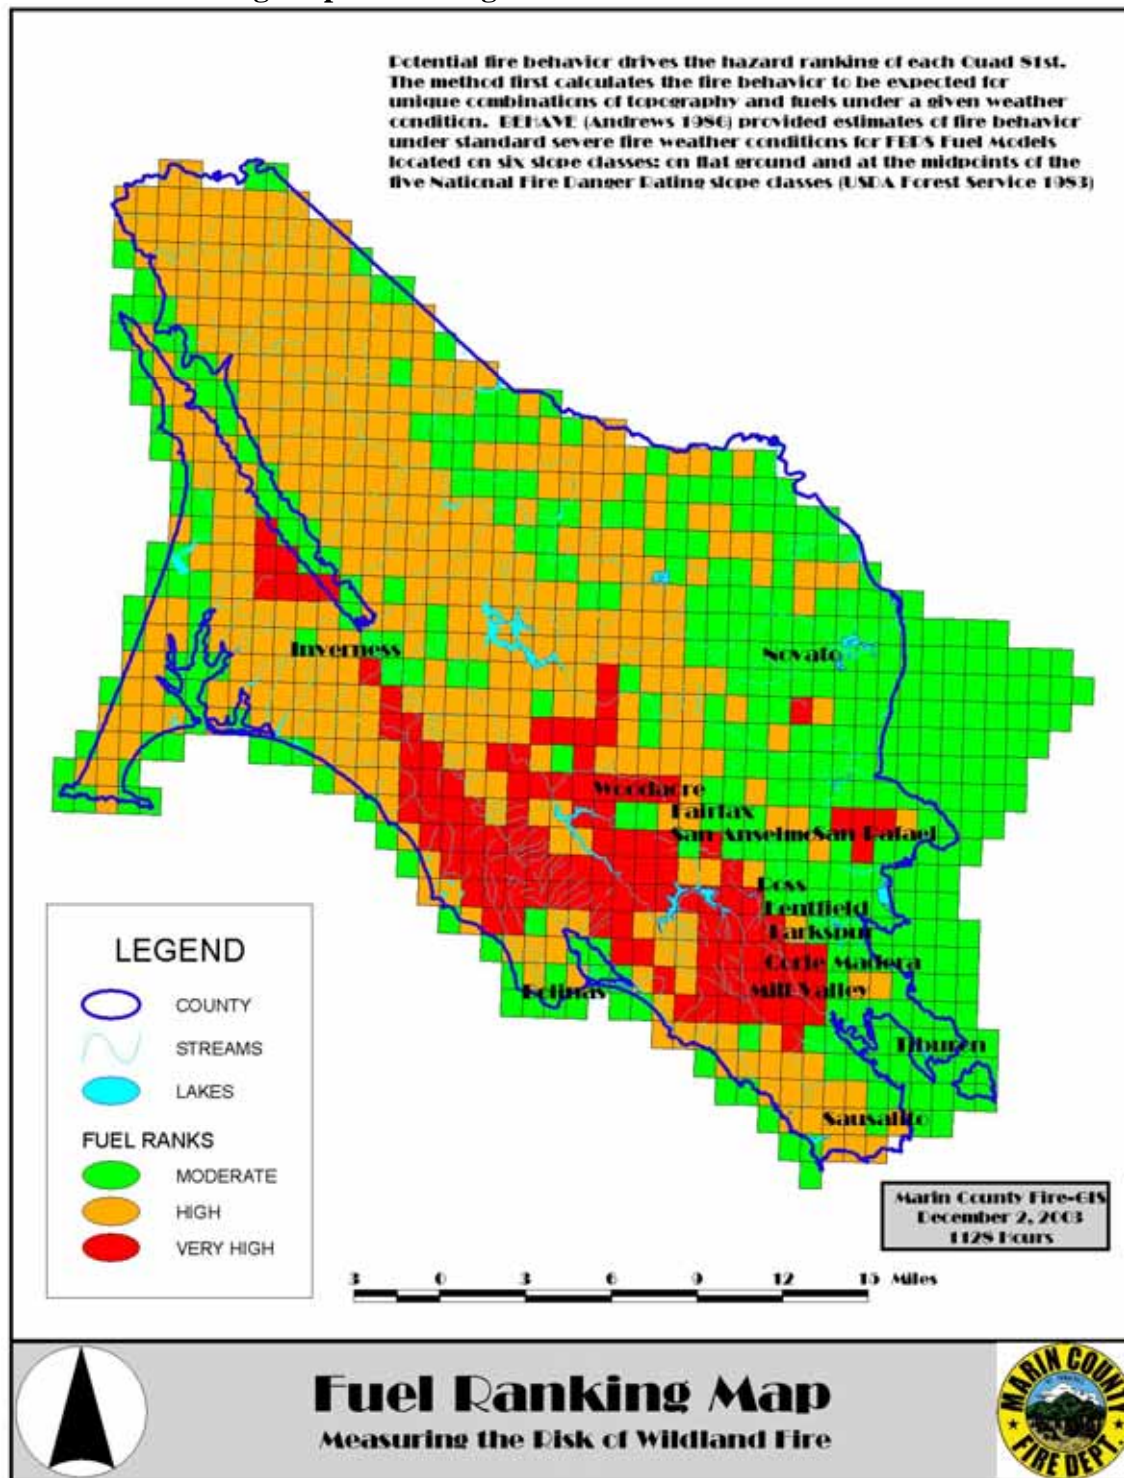 Potential fire behavior drives the hazard ranking of each Quad 81st.
The method first calculates the fire behavior to be expected for
unique combinations of topography and fuels under a given weather
condition. BEHAVE (Andrews 1986) provided estimates of fire behavior
under standard severe fire weather conditions for FBPS Fuel Models
located on six slope classes: on flat ground and at the midpoints of the
five National Fire Danger Rating slope classes (USDA Forest Service 1983)
Inverness
Novato
Woodacre
Fairfax
San Anselmo San Rafael
Ross
Kentfield
Larkspur
Corte Madera
Bolinas
Mill Valley
Tiburon
Sausalito
LEGEND
COUNTY
STREAMS
LAKES
FUEL RANKS
MODERATE
HIGH
VERY HIGH
Marin County Fire-GIS
December 2, 2003
1128 Hours
3 0 3 6 9 12 15 Miles
Fuel Ranking Map
Measuring the Risk of Wildland Fire
MARIN COUNTY
FIRE DEPT.